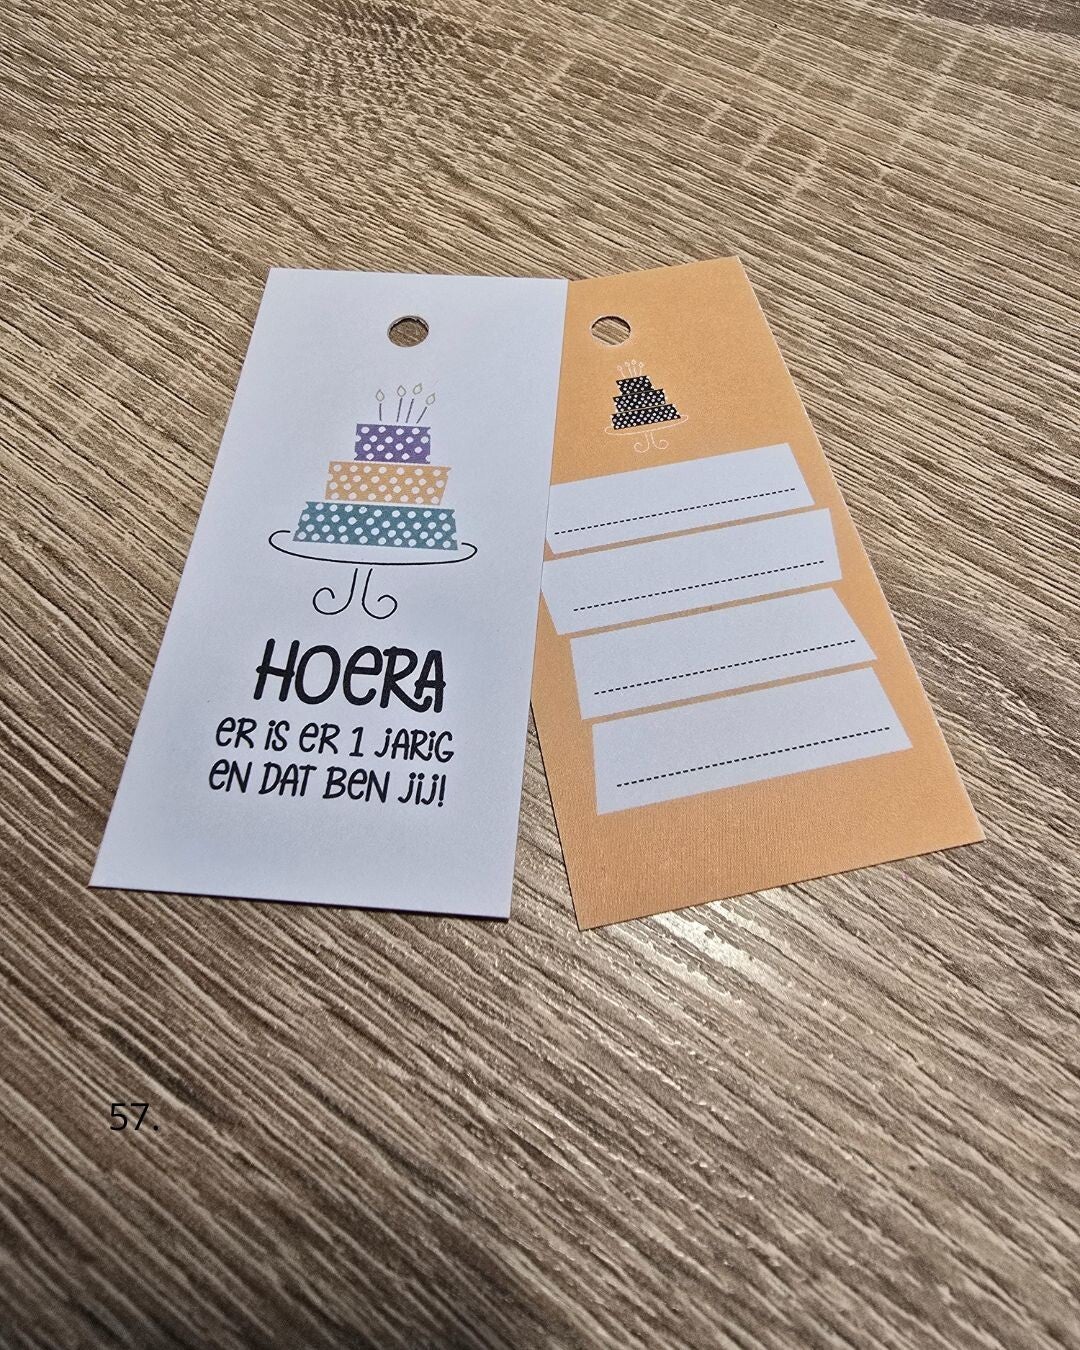 HOERA
ER IS ER 1 JARIG
EN DAT BEN JIJ!
57.